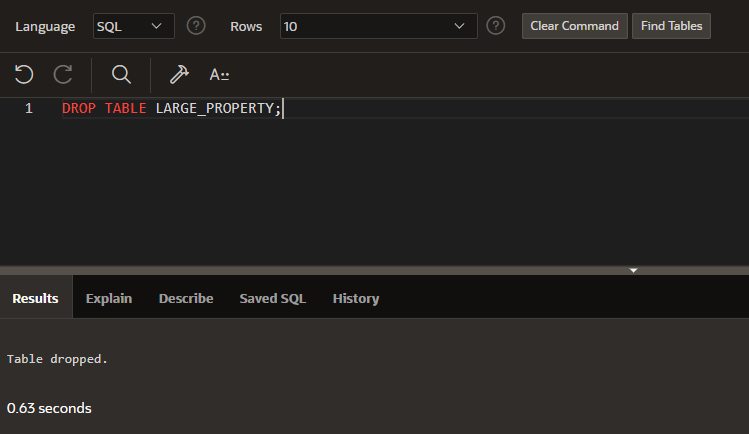 Language SQL ? Rows 10 ? Clear Command Find Tables
A
1 DROP TABLE LARGE_PROPERTY;
Results Explain Describe Saved SQL History
Table dropped.
0.63 seconds